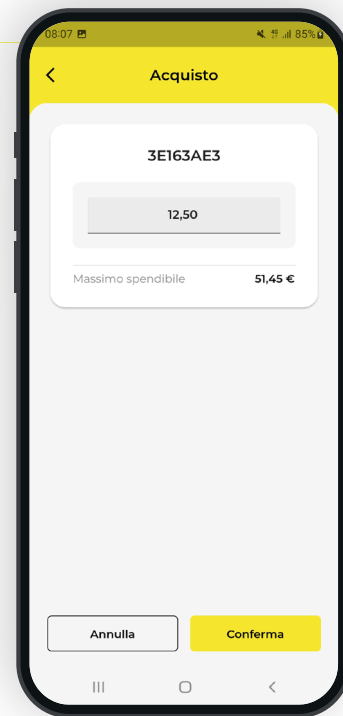 08:07 85%
Acquisto
3E163AE3
12,50
Massimo spendibile 51,45 €
Annulla Conferma